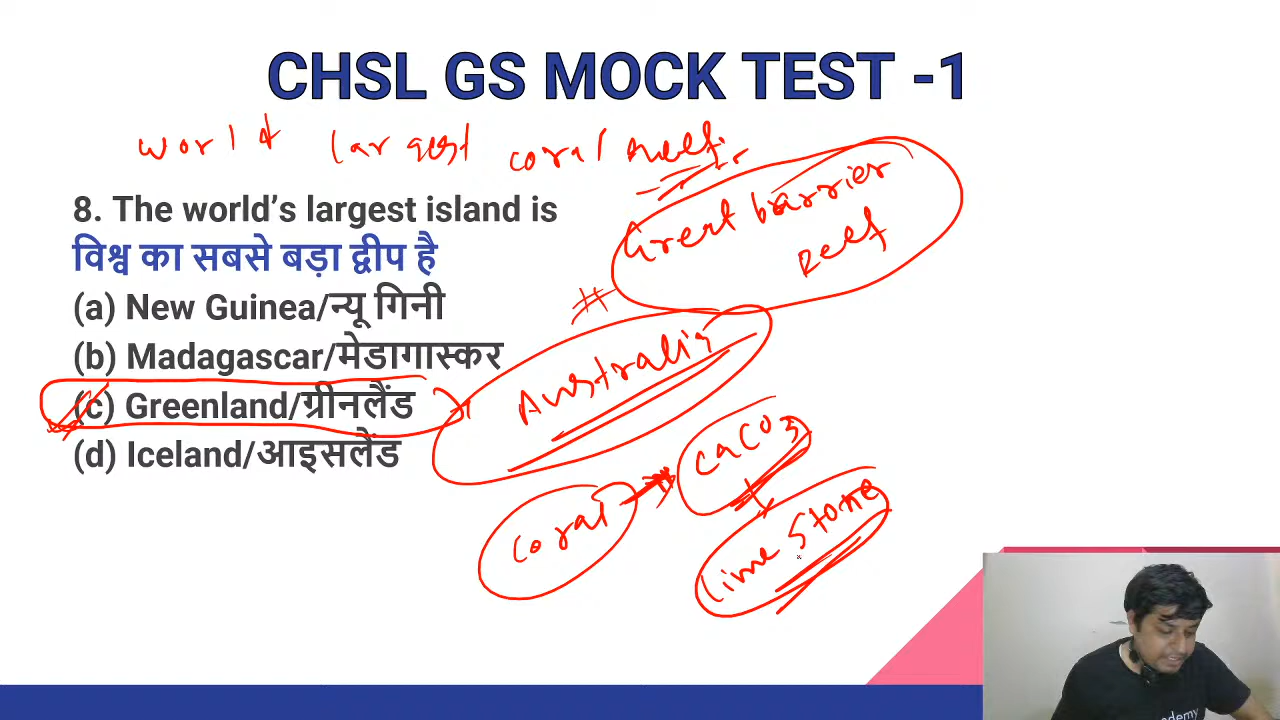 CHSL GS MOCK TEST -1
world largest coral Reef.
Great barrier
Reef
8. The world's largest island is
विश्व का सबसे बड़ा द्वीप है
(a) New Guinea/न्यू गिनी
(b) Madagascar/मेडागास्कर
(c) Greenland/ग्रीनलैंड
(d) Iceland/आइसलेंड
#
Australia
Coral
CaCO3
Lime Stone